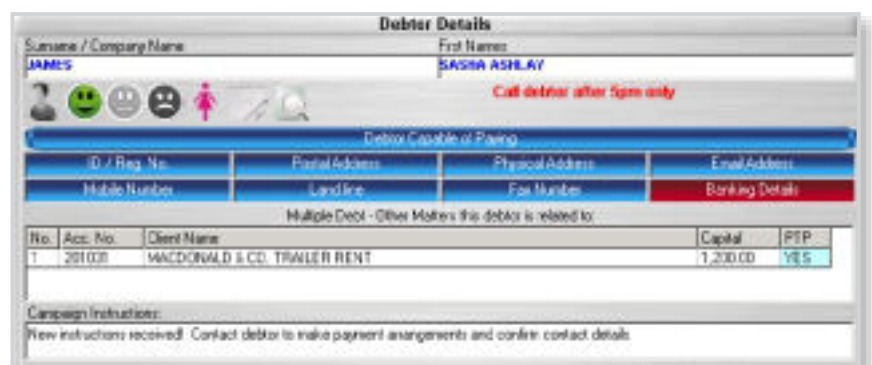 Debtor Details
Surname / Company Name First Names
JAMES SASHA ASHLAY
Call debtor after 5pm only
Debtor Capable of Paying
ID / Reg. No. Postal Address Physical Address Email Address
Mobile Number Landline Fax Number Banking Details
Multiple Debt - Other Matters this debtor is related to:
No. Acc. No. Client Name Capital PTP
1 201031 MACDONALD & CO. TRAILER RENT 1,200.00 YES
Campaign Instructions:
New instructions received! Contact debtor to make payment arrangements and confirm contact details